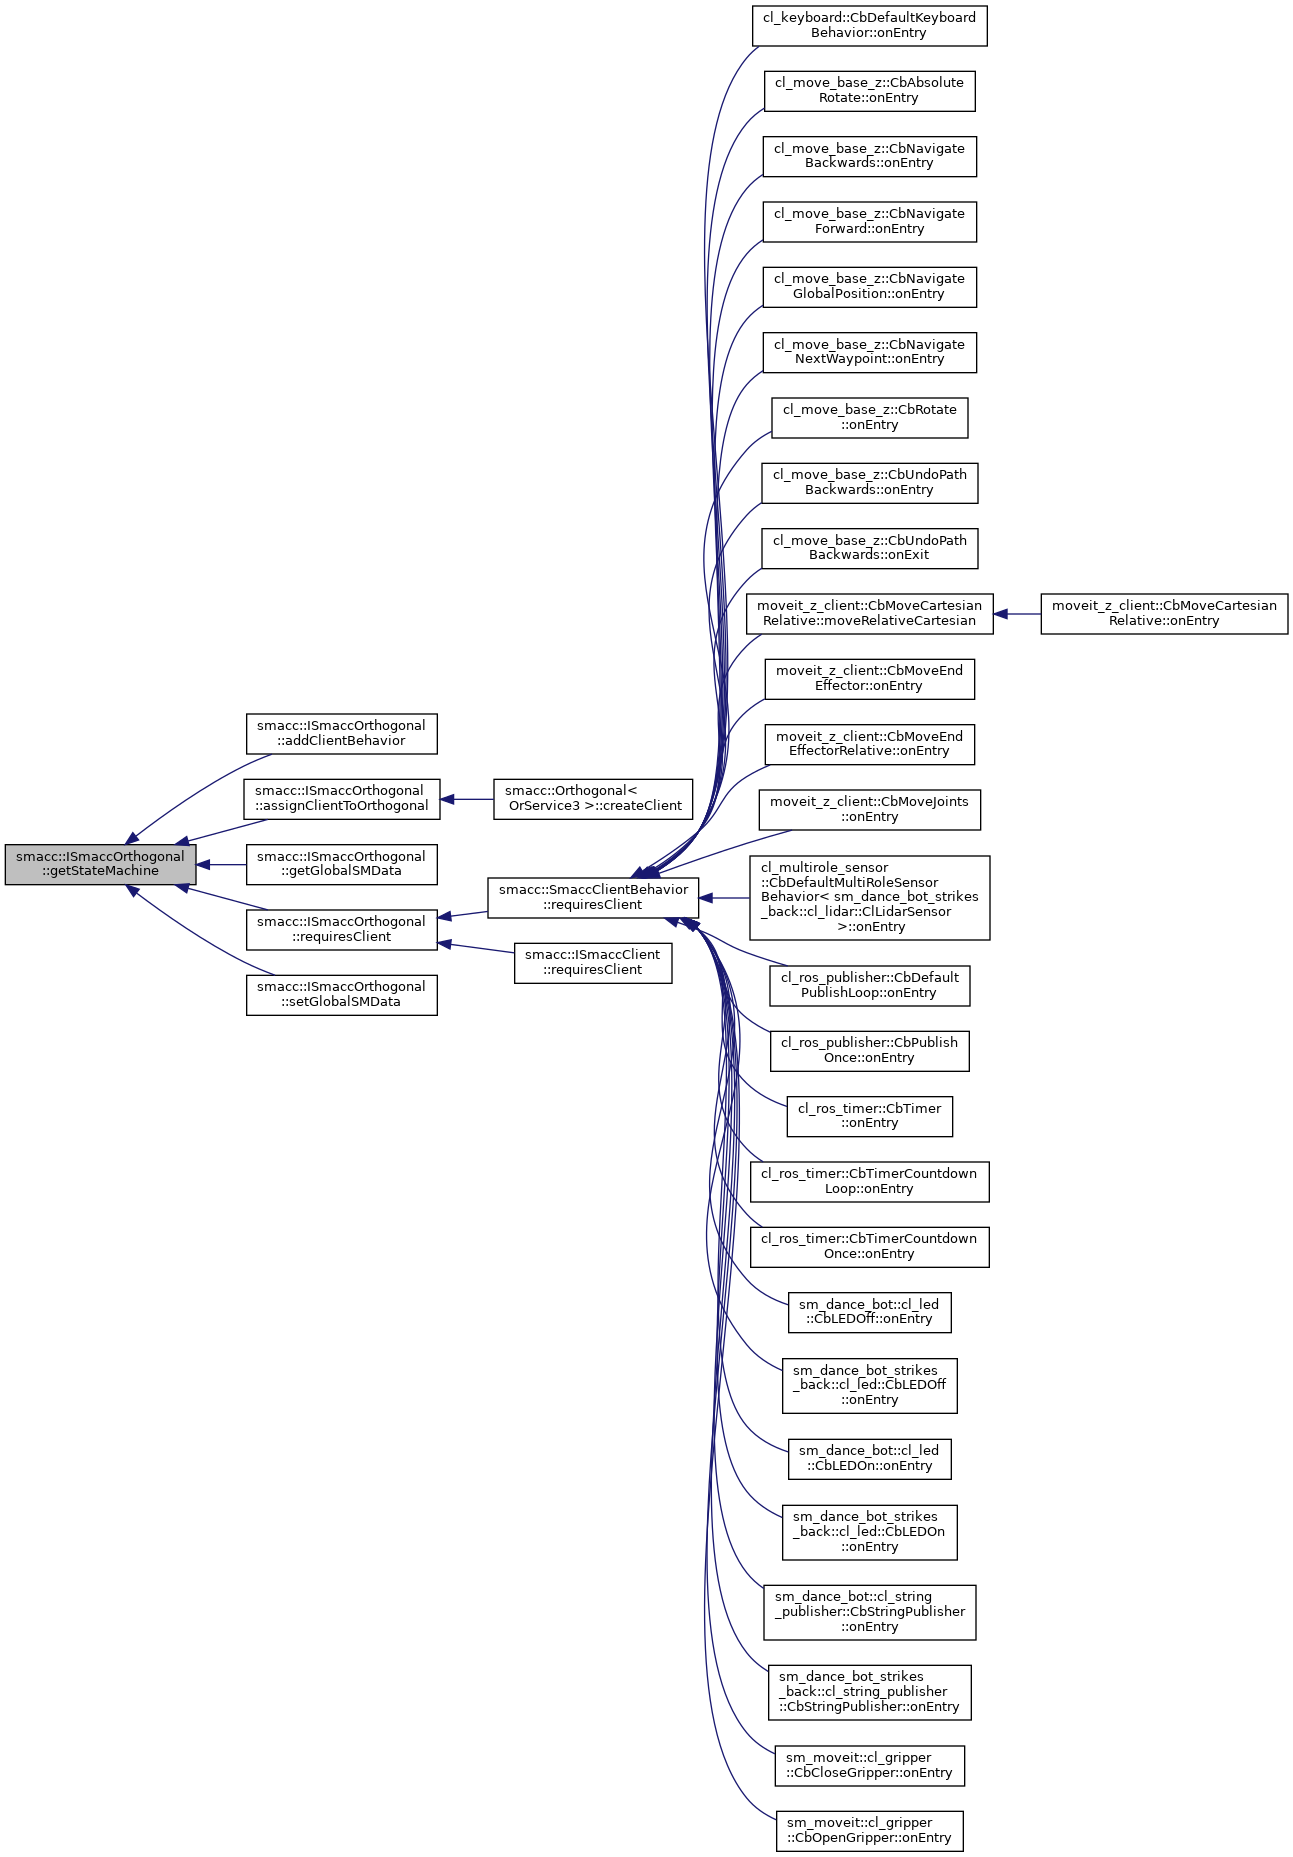 smacc::ISmaccOrthogonal
::getStateMachine
smacc::ISmaccOrthogonal
::addClientBehavior
smacc::ISmaccOrthogonal
::assignClientToOrthogonal
smacc::ISmaccOrthogonal
::getGlobalSMData
smacc::ISmaccOrthogonal
::requiresClient
smacc::ISmaccOrthogonal
::setGlobalSMData
smacc::Orthogonal<
OrService3 >::createClient
smacc::SmaccClientBehavior
::requiresClient
smacc::ISmaccClient
::requiresClient
cl_keyboard::CbDefaultKeyboard
Behavior::onEntry
cl_move_base_z::CbAbsolute
Rotate::onEntry
cl_move_base_z::CbNavigate
Backwards::onEntry
cl_move_base_z::CbNavigate
Forward::onEntry
cl_move_base_z::CbNavigate
GlobalPosition::onEntry
cl_move_base_z::CbNavigate
NextWaypoint::onEntry
cl_move_base_z::CbRotate
::onEntry
cl_move_base_z::CbUndoPath
Backwards::onEntry
cl_move_base_z::CbUndoPath
Backwards::onExit
moveit_z_client::CbMoveCartesian
Relative::moveRelativeCartesian
moveit_z_client::CbMoveCartesian
Relative::onEntry
moveit_z_client::CbMoveEnd
Effector::onEntry
moveit_z_client::CbMoveEnd
EffectorRelative::onEntry
moveit_z_client::CbMoveJoints
::onEntry
cl_multirole_sensor
::CbDefaultMultiRoleSensor
Behavior< sm_dance_bot_strikes
_back::cl_lidar::ClLidarSensor
>::onEntry
cl_ros_publisher::CbDefault
PublishLoop::onEntry
cl_ros_publisher::CbPublish
Once::onEntry
cl_ros_timer::CbTimer
::onEntry
cl_ros_timer::CbTimerCountdown
Loop::onEntry
cl_ros_timer::CbTimerCountdown
Once::onEntry
sm_dance_bot::cl_led
::CbLEDOff::onEntry
sm_dance_bot_strikes
_back::cl_led::CbLEDOff
::onEntry
sm_dance_bot::cl_led
::CbLEDOn::onEntry
sm_dance_bot_strikes
_back::cl_led::CbLEDOn
::onEntry
sm_dance_bot::cl_string
_publisher::CbStringPublisher
::onEntry
sm_dance_bot_strikes
_back::cl_string_publisher
::CbStringPublisher::onEntry
sm_moveit::cl_gripper
::CbCloseGripper::onEntry
sm_moveit::cl_gripper
::CbOpenGripper::onEntry